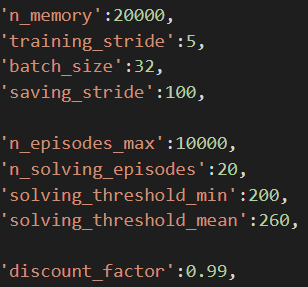 'n_memory':20000,
'training_stride':5,
'batch_size':32,
'saving_stride':100,
'n_episodes_max':10000,
'n_solving_episodes':20,
'solving_threshold_min':200,
'solving_threshold_mean':260,
'discount_factor':0.99,